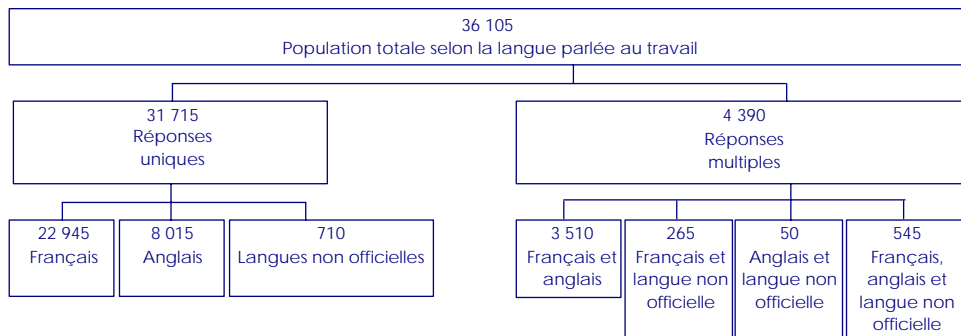 36 105
Population totale selon la langue parlée au travail
31 715
Réponses
uniques
4 390
Réponses
multiples
22 945
Français
8 015
Anglais
710
Langues non officielles
3 510
Français et
anglais
265
Français et
langue non
officielle
50
Anglais et
langue non
officielle
545
Français,
anglais et
langue non
officielle